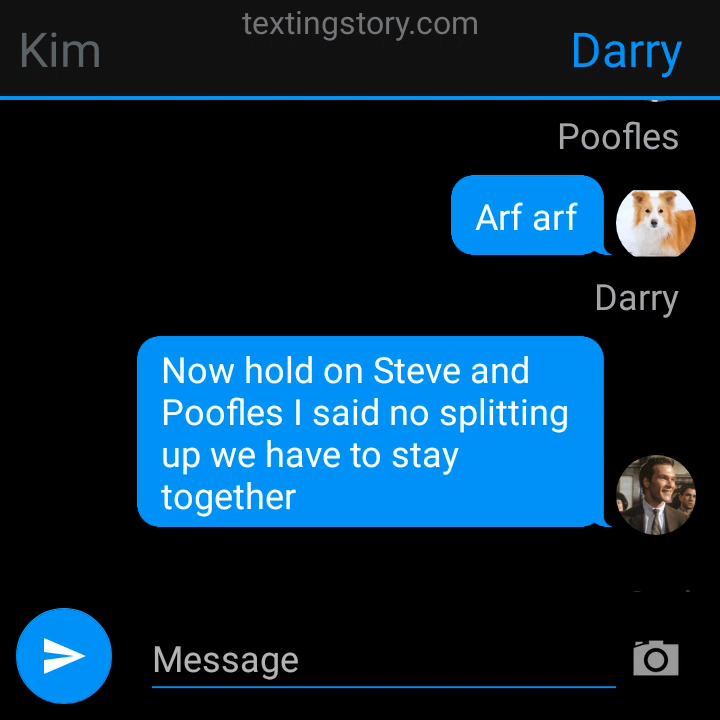 textingstory.com
Kim
Darry
Poofles
Arf arf
Darry
Now hold on Steve and
Poofles I said no splitting
up we have to stay
together
Message